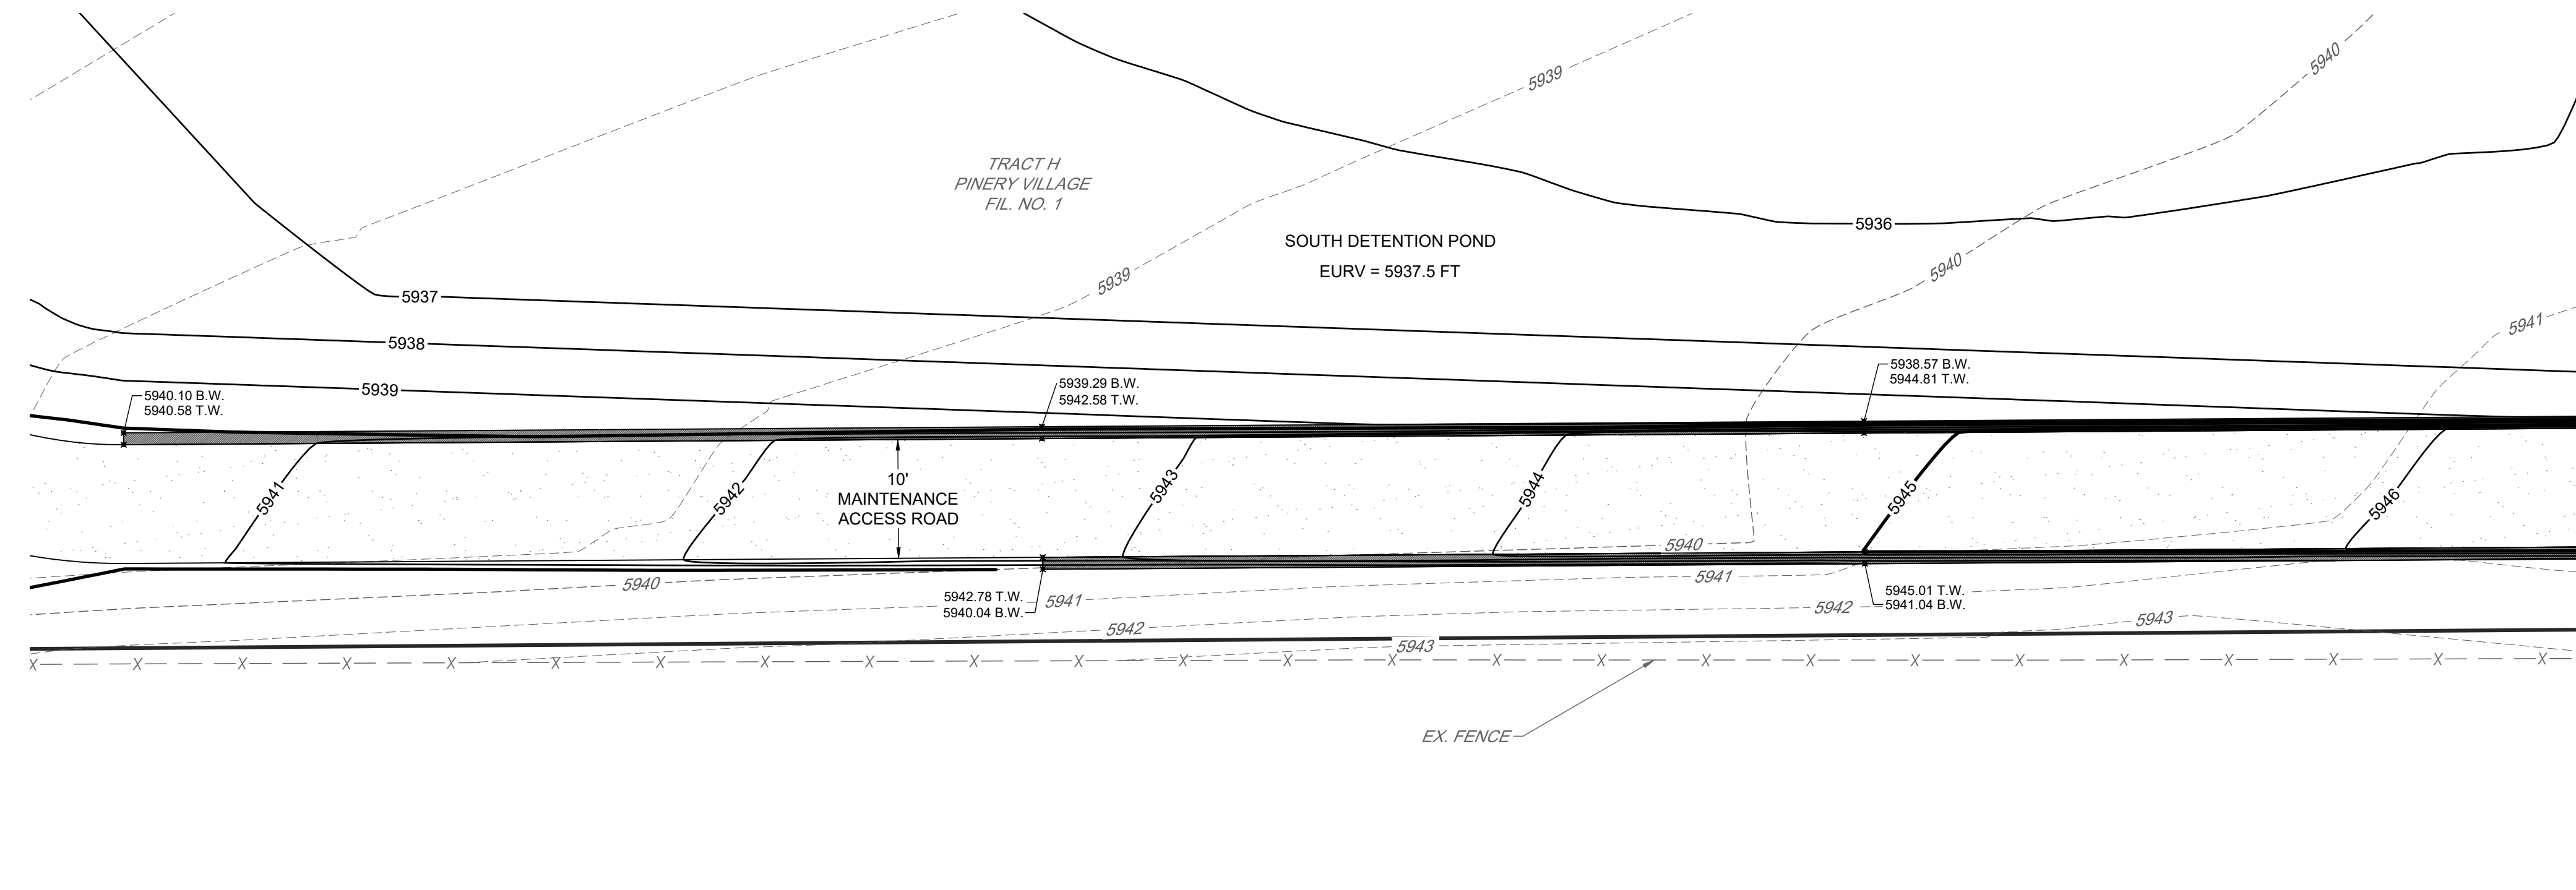 5940
5939
TRACT H
PINERY VILLAGE
FIL. NO. 1
5936
SOUTH DETENTION POND
EURV = 5937.5 FT
5940
5939
5937
5941
5938
5938.57 B.W.
5944.81 T.W.
5939
5939.29 B.W.
5942.58 T.W.
5940.10 B.W.
5940.58 T.W.
5941
5942
10'
MAINTENANCE
ACCESS ROAD
5943
5944
5945
5946
5940
5941
5940
5942.78 T.W.
5940.04 B.W.
5941
5945.01 T.W.
5941.04 B.W.
5942
5943
5942
5943
X X X X X X X X X X X X X X X X X X X X X X X X X
EX. FENCE